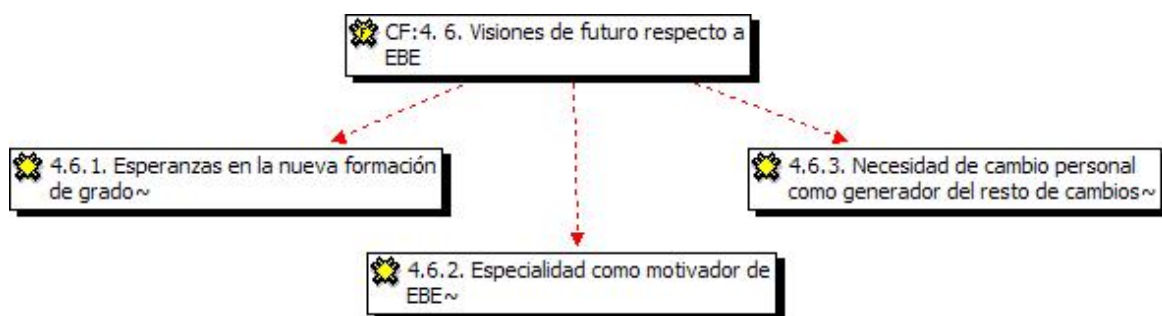 CF:4. 6. Visiones de futuro respecto a
EBE
4.6.1. Esperanzas en la nueva formación
de grado~
4.6.3. Necesidad de cambio personal
como generador del resto de cambios~
4.6.2. Especialidad como motivador de
EBE~